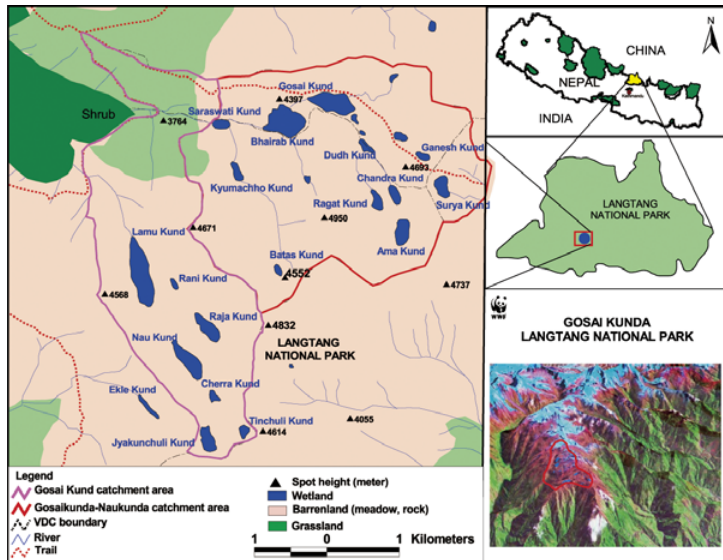 Gosai Kund
4397
Shrub
3764
Saraswati Kund
Bhairab Kund
Dudh Kund
Ganesh Kund
4693
Kyumachho Kund
Chandra Kund
Ragat Kund
Surya Kund
4950
Lamu Kund
4671
Ama Kund
Batas Kund
4552
Rani Kund
4568
4737
Raja Kund
4832
LANGTANG
NATIONAL PARK
Nau Kund
Ekle Kund
Cherra Kund
Tinchuli Kund
4055
4614
Jyakunchuli Kund
Legend
Gosai Kund catchment area
Gosaikunda-Naukunda catchment area
VDC boundary
River
Trail
Spot height (meter)
Wetland
Barrenland (meadow, rock)
Grassland
1 0 1 Kilometers
N
CHINA
NEPAL
INDIA
LANGTANG
NATIONAL PARK
WWF
GOSAI KUNDA
LANGTANG NATIONAL PARK